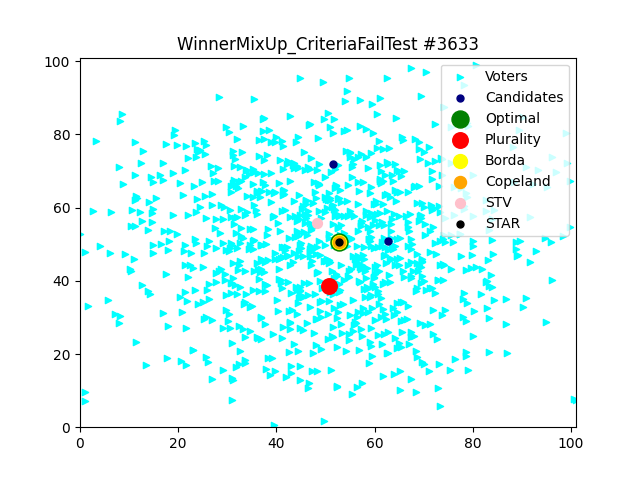 WinnerMixUp_CriteriaFailTest #3633
100
80
60
40
20
0
0
20
40
60
80
100
Voters
Candidates
Optimal
Plurality
Borda
Copeland
STV
STAR